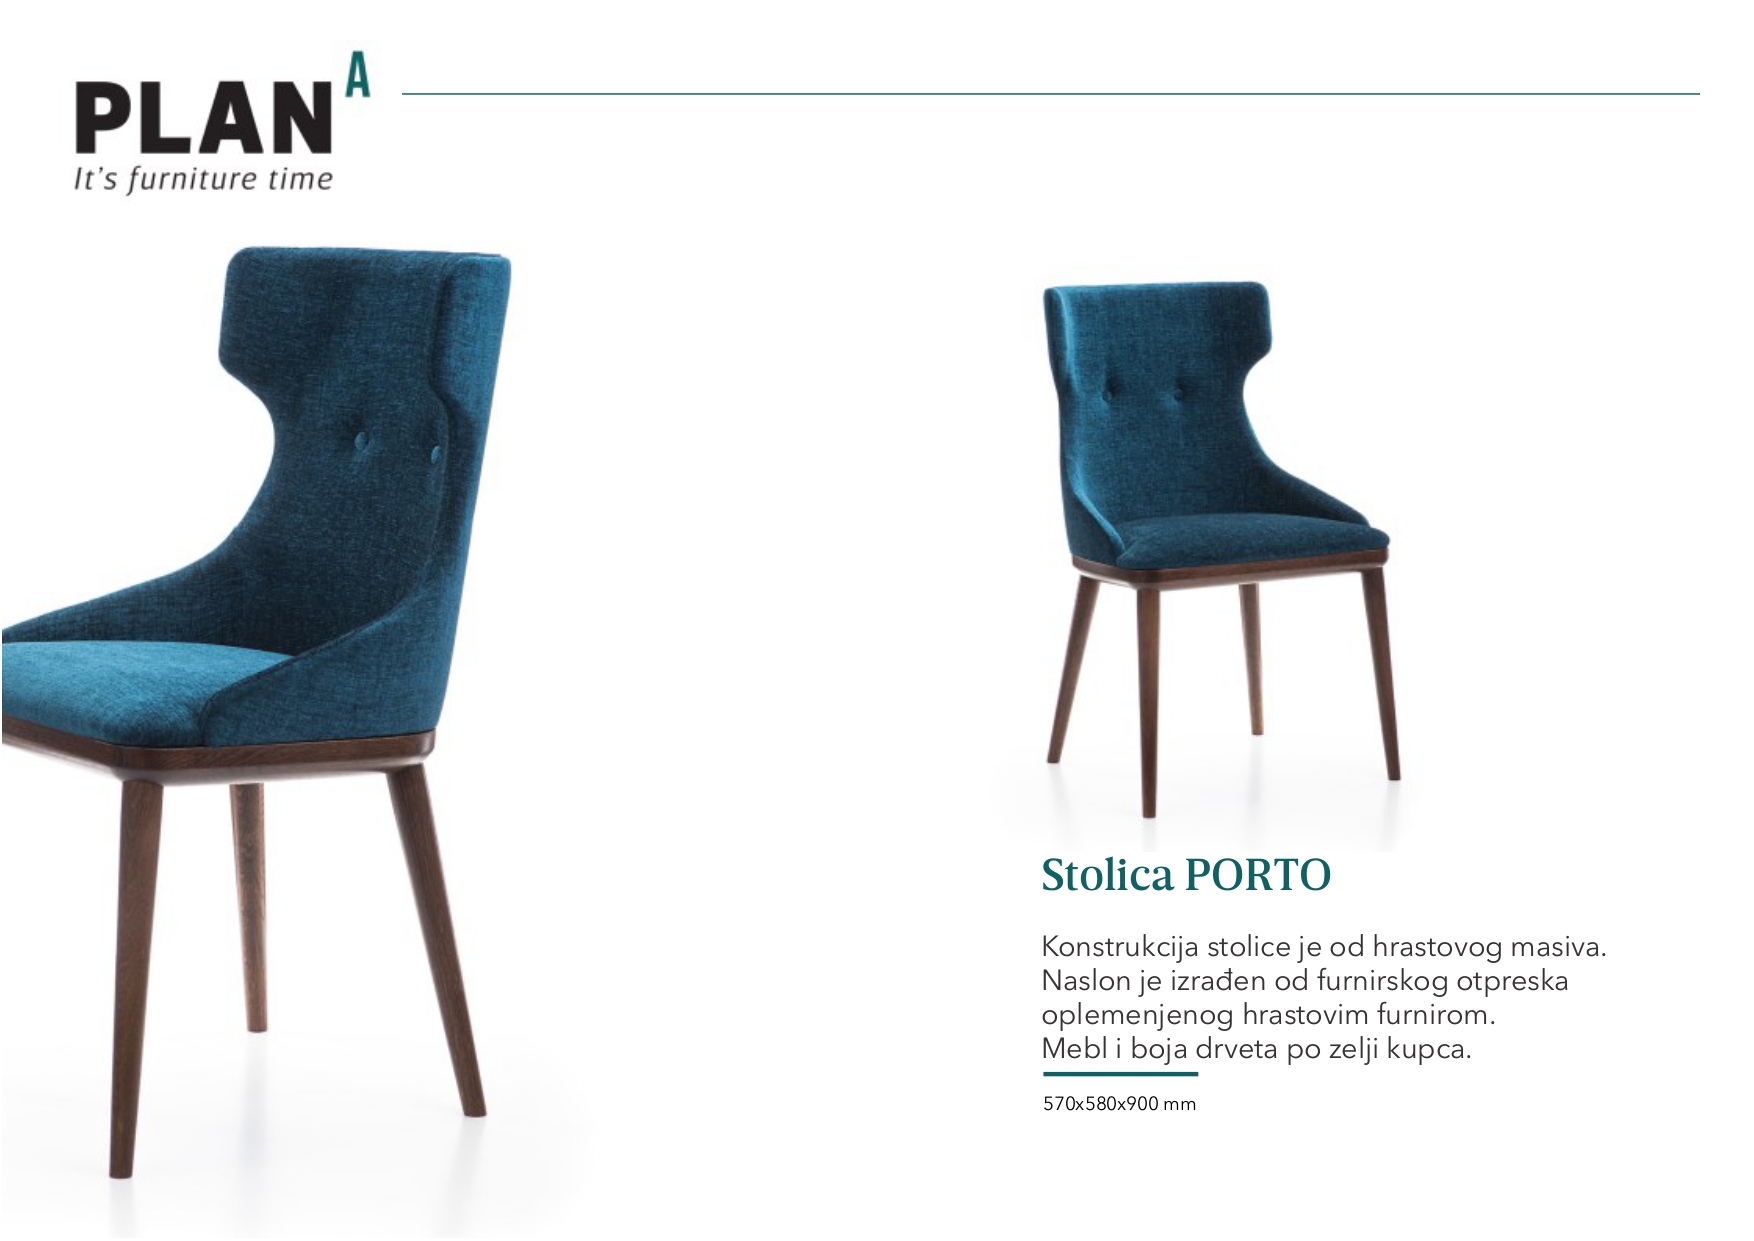 PLAN A
It's furniture time
Stolica PORTO
Konstrukcija stolice je od hrastovog masiva.
Naslon je izrađen od furnirskog otpreska
oplemenjenog hrastovim furnirom.
Mebl i boja drveta po zelji kupca.
570x580x900 mm